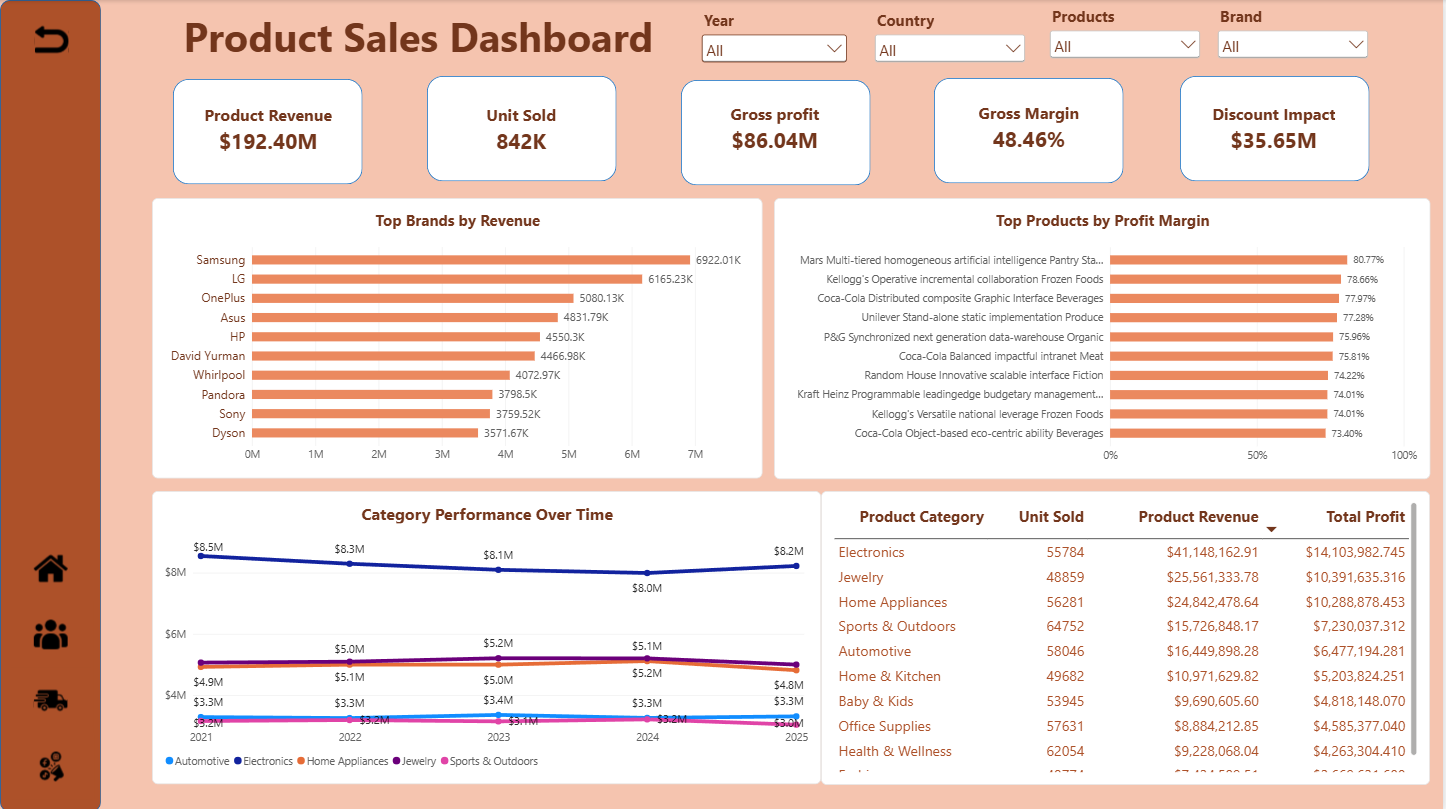 Product Sales Dashboard
Year
All
Country
All
Products
All
Brand
All
Product Revenue
$192.40M
Unit Sold
842K
Gross profit
$86.04M
Gross Margin
48.46%
Discount Impact
$35.65M
Top Brands by Revenue
Samsung 6922.01K
LG 6165.23K
OnePlus 5080.13K
Asus 4831.79K
HP 4550.3K
David Yurman 4466.98K
Whirlpool 4072.97K
Pandora 3798.5K
Sony 3759.52K
Dyson 3571.67K
0M 1M 2M 3M 4M 5M 6M 7M
Top Products by Profit Margin
Mars Multi-tiered homogeneous artificial intelligence Pantry Sta... 80.77%
Kellogg's Operative incremental collaboration Frozen Foods 78.66%
Coca-Cola Distributed composite Graphic Interface Beverages 77.97%
Unilever Stand-alone static implementation Produce 77.28%
P&G Synchronized next generation data-warehouse Organic 75.96%
Coca-Cola Balanced impactful intranet Meat 75.81%
Random House Innovative scalable interface Fiction 74.22%
Kraft Heinz Programmable leadingedge budgetary management... 74.01%
Kellogg's Versatile national leverage Frozen Foods 74.01%
Coca-Cola Object-based eco-centric ability Beverages 73.40%
0% 50% 100%
Category Performance Over Time
$8.5M $8.3M $8.1M $8.0M $8.2M
$8M
$6M
$5.0M $5.2M $5.1M
$4.9M $5.1M $5.0M $5.2M $4.8M
$4M
$3.3M $3.3M $3.4M $3.3M $3.3M
$3.2M $3.2M $3.1M $3.2M $3.0M
2021 2022 2023 2024 2025
Automotive Electronics Home Appliances Jewelry Sports & Outdoors
Product Category Unit Sold Product Revenue Total Profit
Electronics 55784 $41,148,162.91 $14,103,982.745
Jewelry 48859 $25,561,333.78 $10,391,635.316
Home Appliances 56281 $24,842,478.64 $10,288,878.453
Sports & Outdoors 64752 $15,726,848.17 $7,230,037.312
Automotive 58046 $16,449,898.28 $6,477,194.281
Home & Kitchen 49682 $10,971,629.82 $5,203,824.251
Baby & Kids 53945 $9,690,605.60 $4,818,148.070
Office Supplies 57631 $8,884,212.85 $4,585,377.040
Health & Wellness 62054 $9,228,068.04 $4,263,304.410